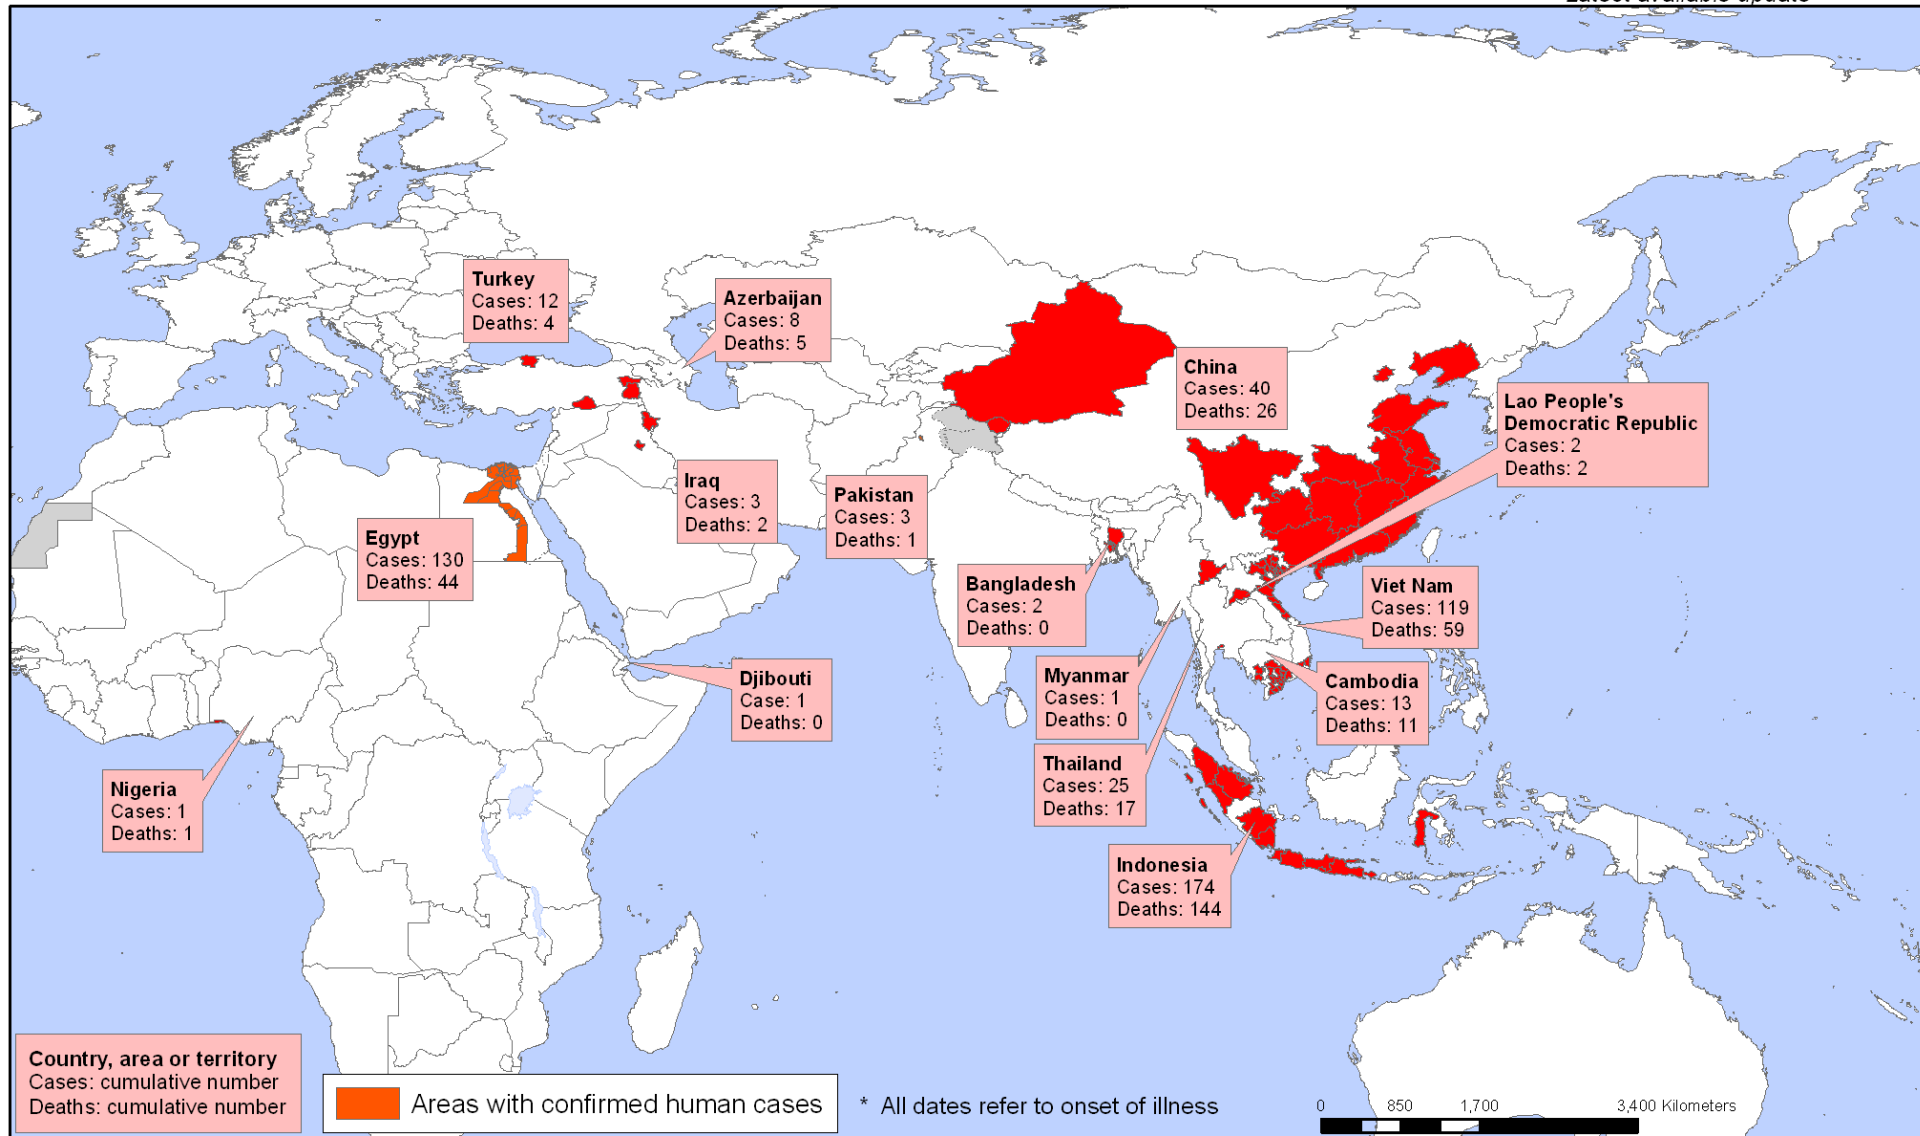 Latest available update
Turkey
Cases: 12
Deaths: 4
Azerbaijan
Cases: 8
Deaths: 5
China
Cases: 40
Deaths: 26
Lao People's
Democratic Republic
Cases: 2
Deaths: 2
Iraq
Cases: 3
Deaths: 2
Pakistan
Cases: 3
Deaths: 1
Egypt
Cases: 130
Deaths: 44
Bangladesh
Cases: 2
Deaths: 0
Viet Nam
Cases: 119
Deaths: 59
Djibouti
Case: 1
Deaths: 0
Myanmar
Cases: 1
Deaths: 0
Cambodia
Cases: 13
Deaths: 11
Thailand
Cases: 25
Deaths: 17
Nigeria
Cases: 1
Deaths: 1
Indonesia
Cases: 174
Deaths: 144
Country, area or territory
Cases: cumulative number
Deaths: cumulative number
Areas with confirmed human cases
* All dates refer to onset of illness
0 850 1,700 3,400 Kilometers